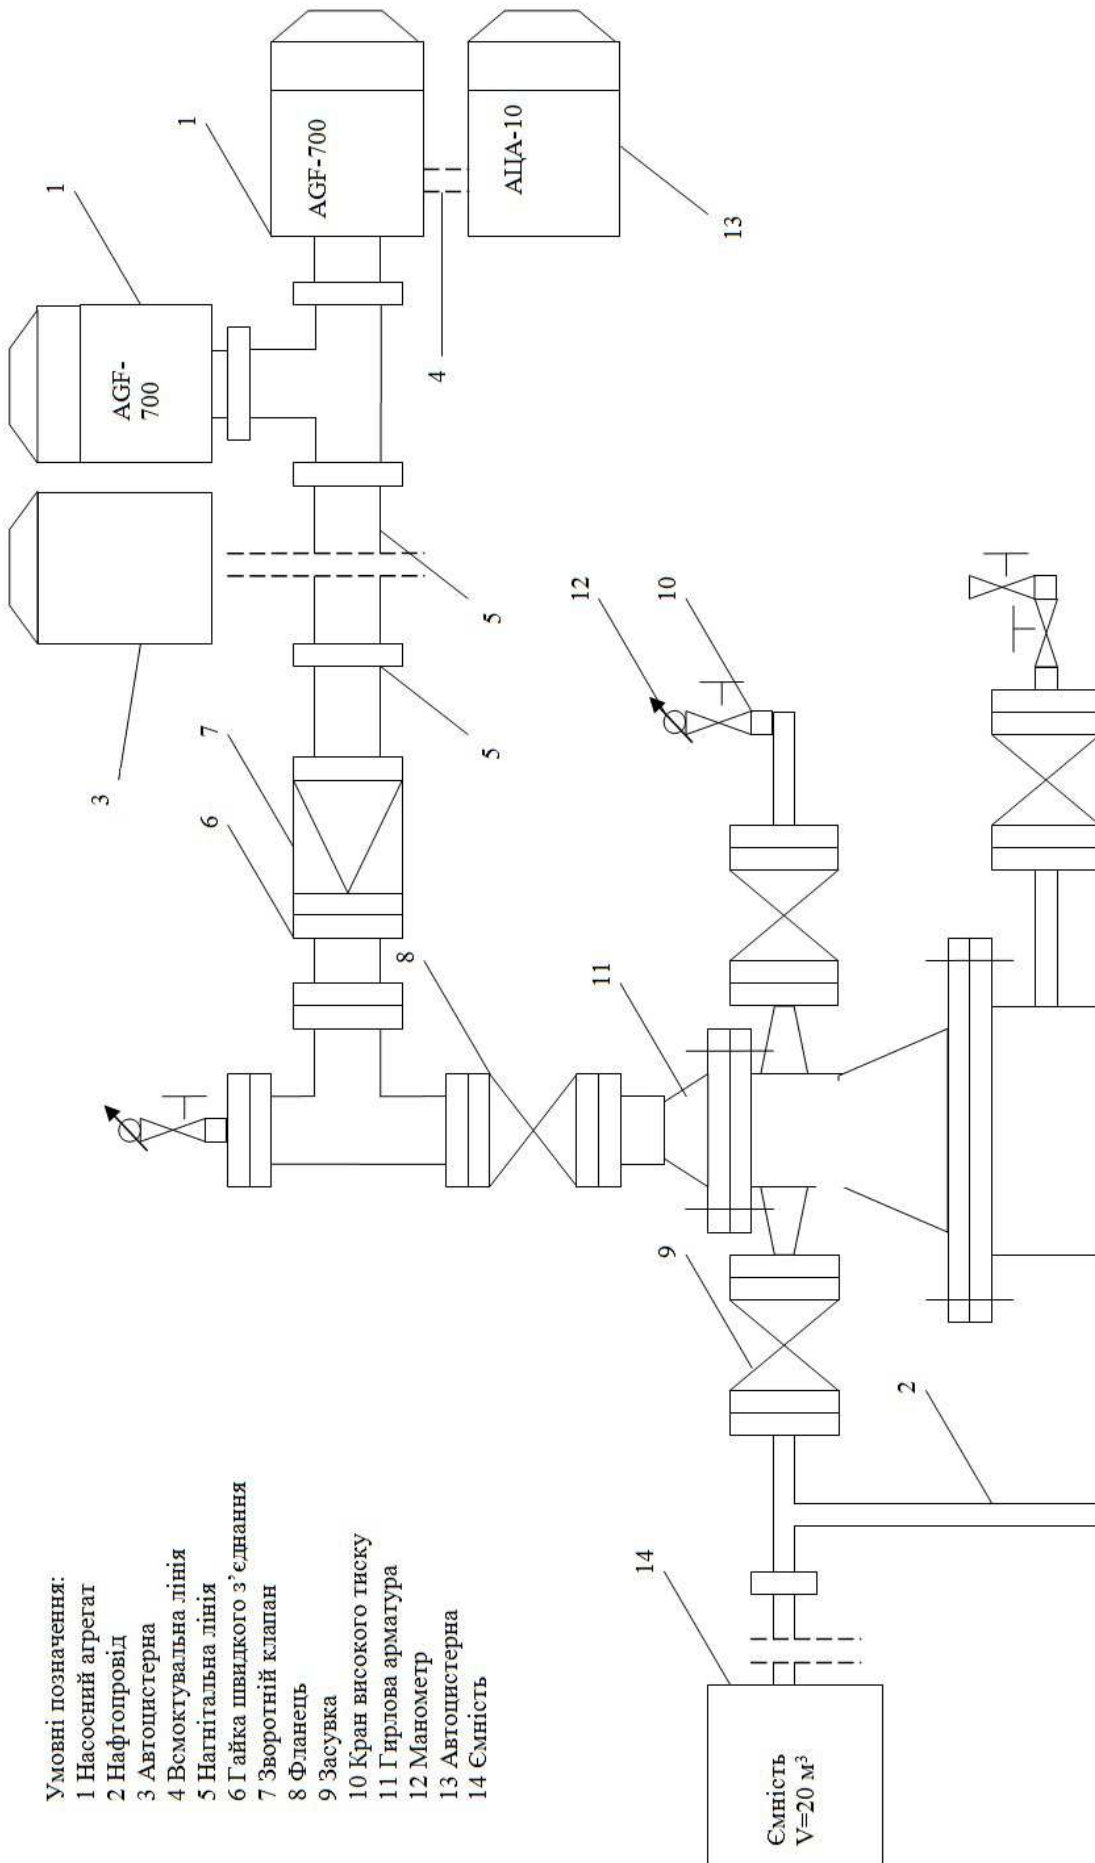 Умовні позначення:
1 Насосний агрегат
2 Нафтопровід
3 Автоцистерна
4 Всмоктувальна лінія
5 Нагнітальна лінія
6 Гайка швидкого з’єднання
7 Зворотній клапан
8 Фланець
9 Засувка
10 Кран високого тиску
11 Гирлова арматура
12 Манометр
13 Автоцистерна
14 Ємність
3
1
1
AGF-
700
AGF-700
АЦА-10
13
4
5
5
7
6
8
12
10
11
9
2
14
Ємність
V=20 м³